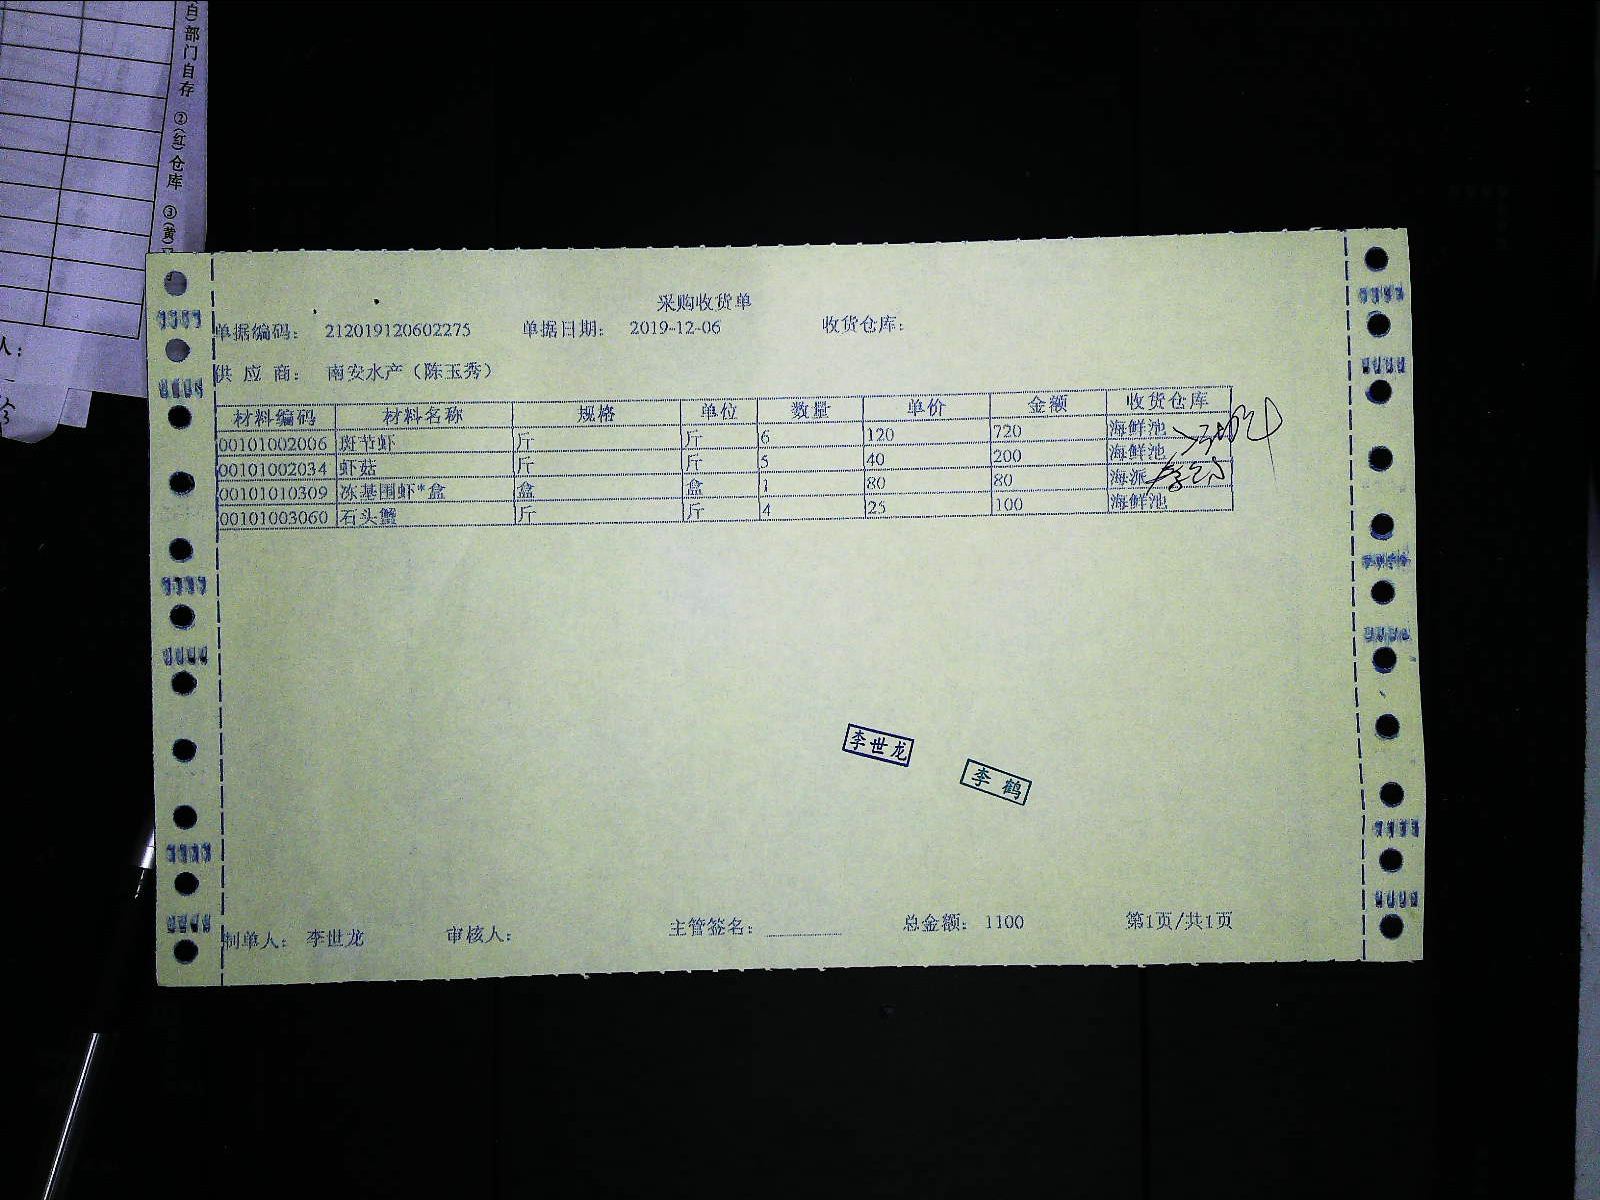 白)部门自存 ②(红)仓库 ③(黄)
人:
采购收货单
单据编码: 212019120602275 单据日期: 2019-12-06 收货仓库:
供 应 商: 南安水产(陈玉秀)
材料编码 材料名称 规格 单位 数量 单价 金额 收货仓库
00101002006 斑节虾 斤 斤 6 120 720 海鲜池
00101002034 虾菇 斤 斤 5 40 200 海鲜池
00101010309 冻基围虾*盒 盒 盒 1 80 80 海派
00101003060 石头蟹 斤 斤 4 25 100 海鲜池
李世龙
李鹤
制单人: 李世龙 审核人: 主管签名: 总金额: 1100 第1页/共1页